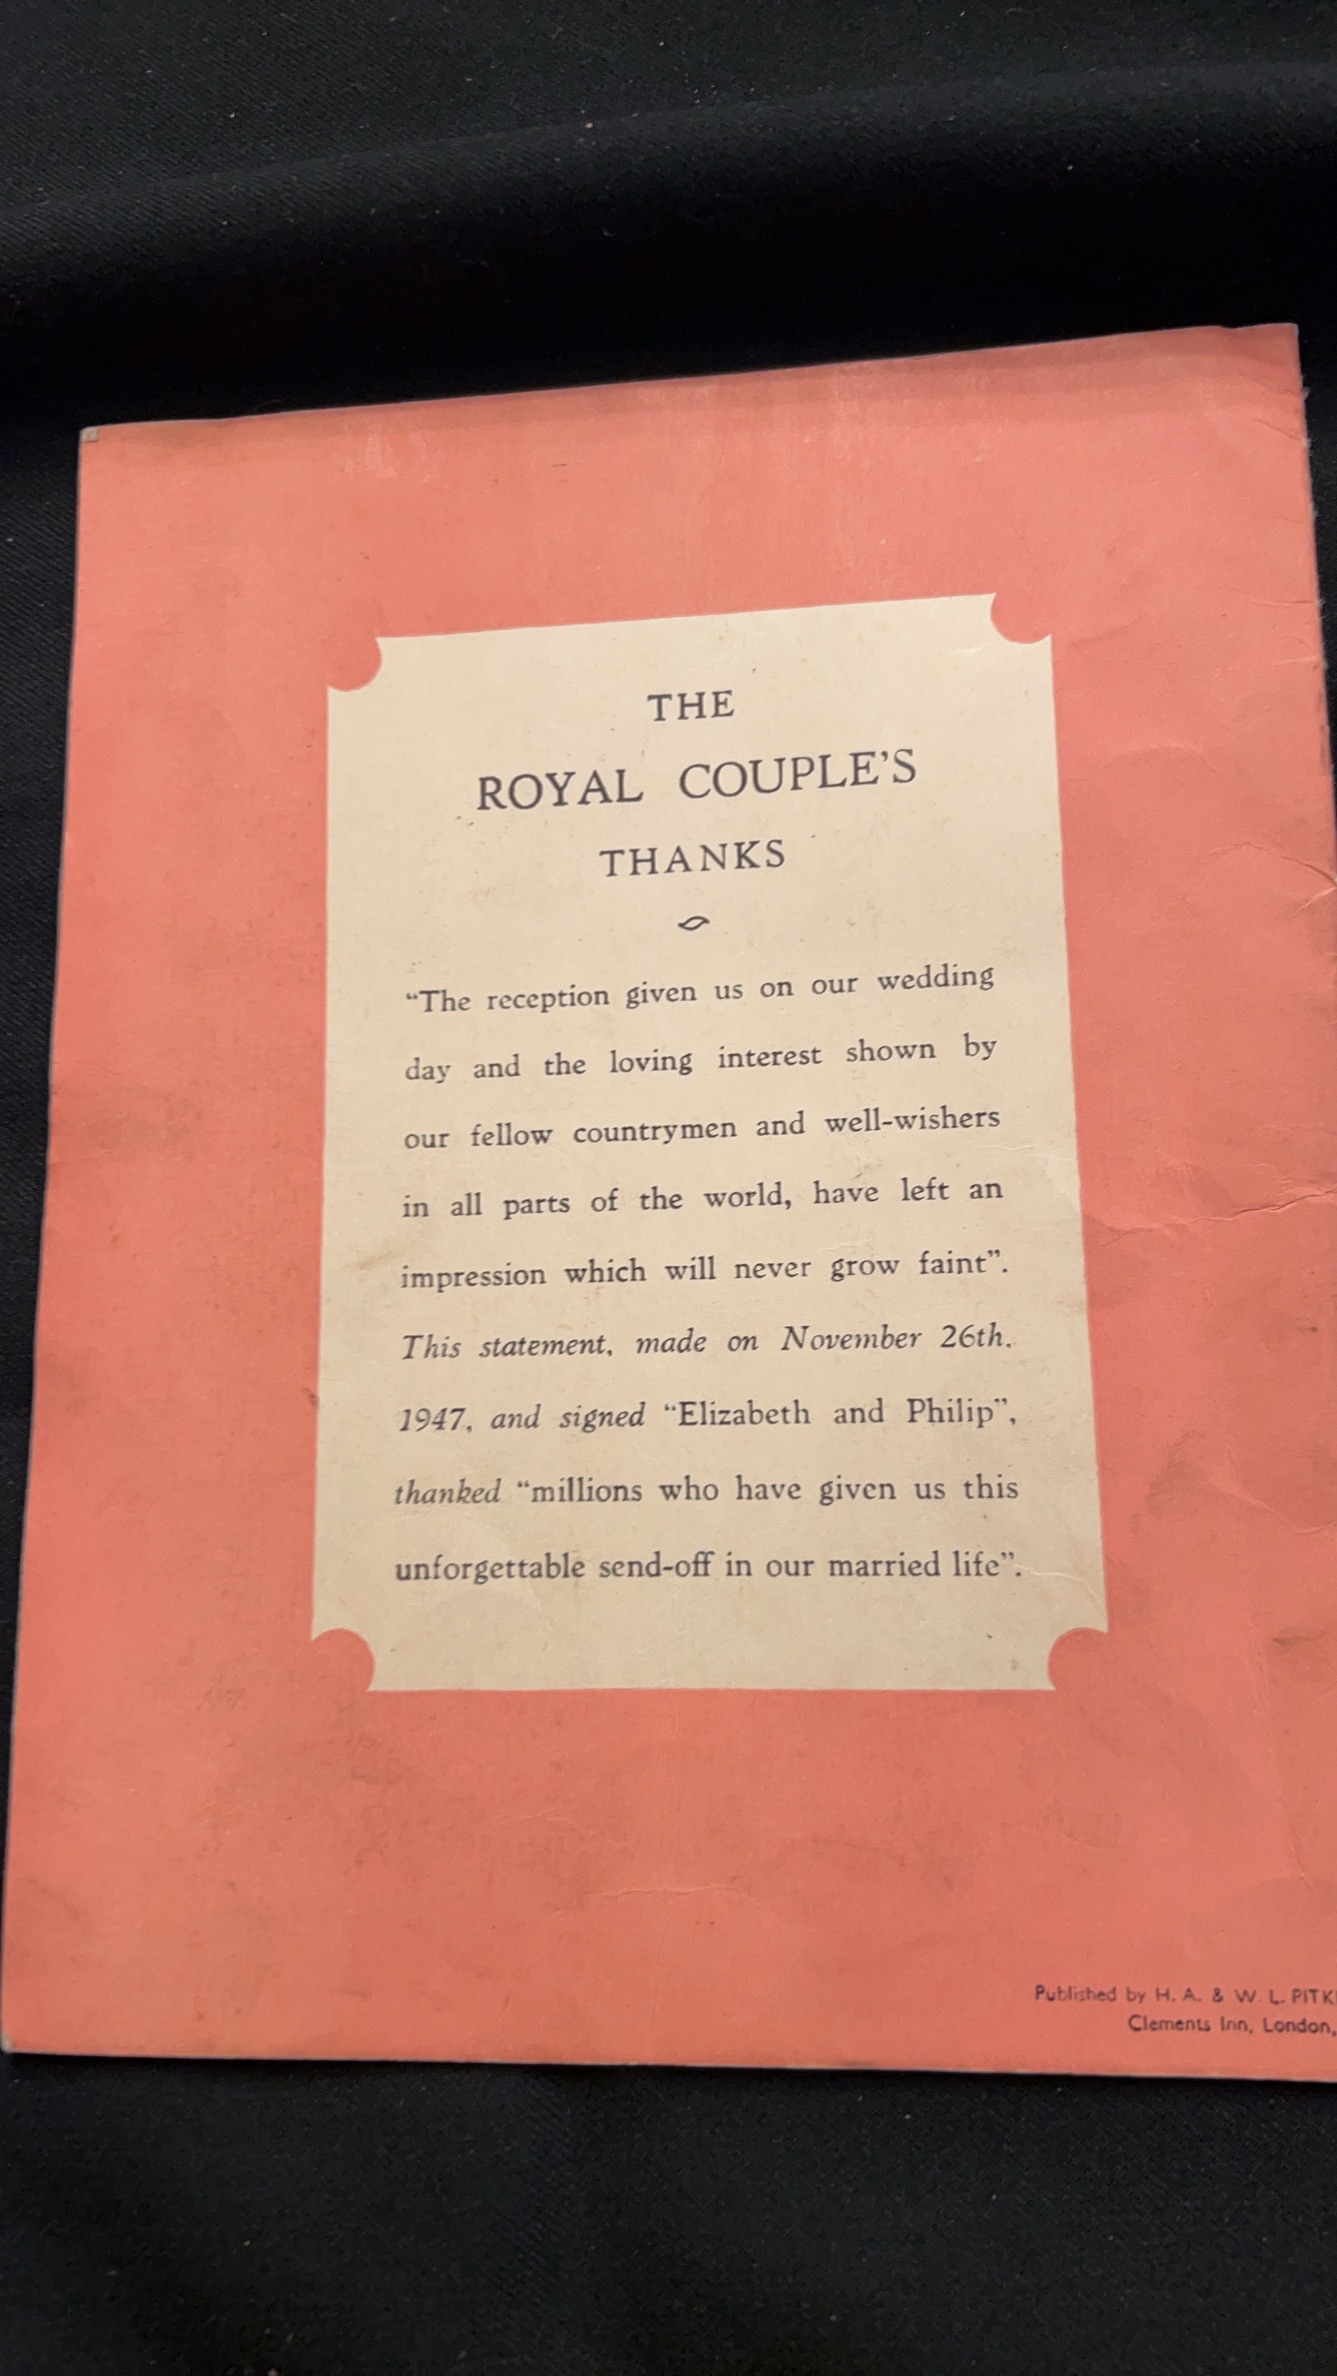 THE
ROYAL COUPLE'S
THANKS
“The reception given us on our wedding
day and the loving interest shown by
our fellow countrymen and well-wishers
in all parts of the world, have left an
impression which will never grow faint”.
This statement, made on November 26th,
1947, and signed “Elizabeth and Philip”,
thanked “millions who have given us this
unforgettable send-off in our married life”.
Published by H. A. & W. L.
Clements Inn, London,